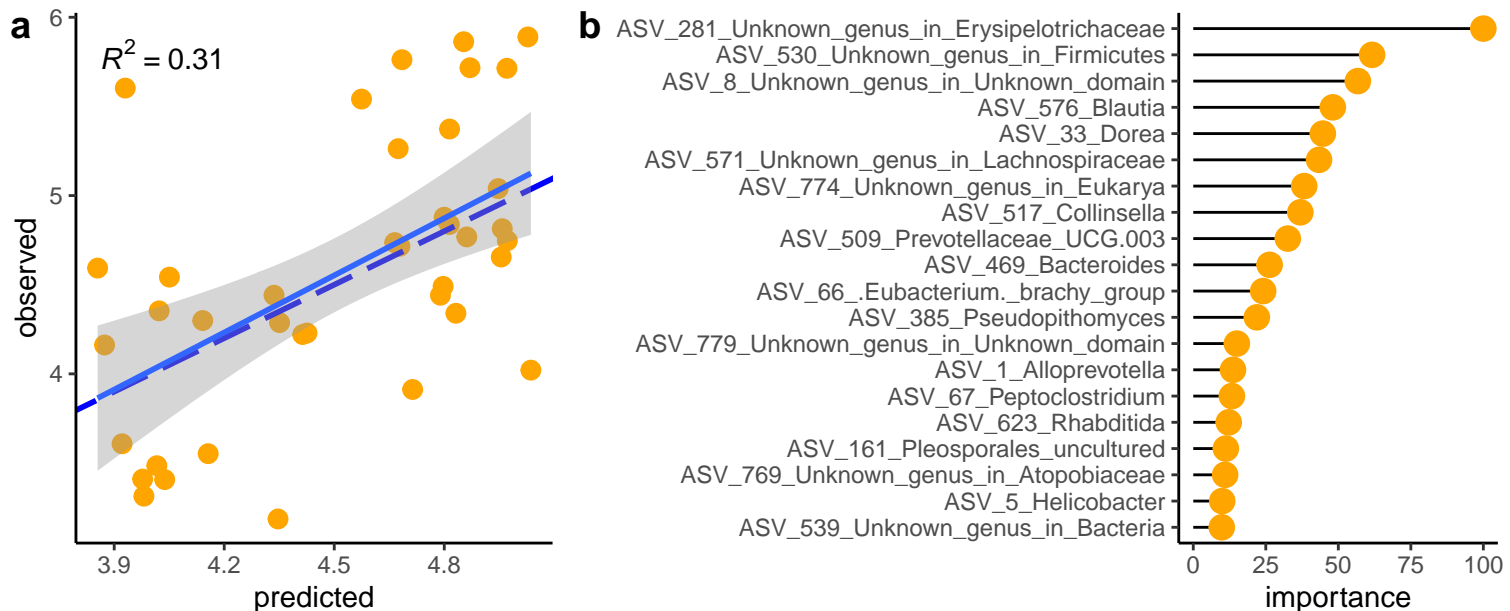 a
R² = 0.31
observed
6
5
4
3.9 4.2 4.5 4.8
predicted
b
ASV_281_Unknown_genus_in_Erysipelotrichaceae
ASV_530_Unknown_genus_in_Firmicutes
ASV_8_Unknown_genus_in_Unknown_domain
ASV_576_Blautia
ASV_33_Dorea
ASV_571_Unknown_genus_in_Lachnospiraceae
ASV_774_Unknown_genus_in_Eukarya
ASV_517_Collinsella
ASV_509_Prevotellaceae_UCG.003
ASV_469_Bacteroides
ASV_66_.Eubacterium._brachy_group
ASV_385_Pseudopithomyces
ASV_779_Unknown_genus_in_Unknown_domain
ASV_1_Alloprevotella
ASV_67_Peptoclostridium
ASV_623_Rhabditida
ASV_161_Pleosporales_uncultured
ASV_769_Unknown_genus_in_Atopobiaceae
ASV_5_Helicobacter
ASV_539_Unknown_genus_in_Bacteria
0 25 50 75 100
importance